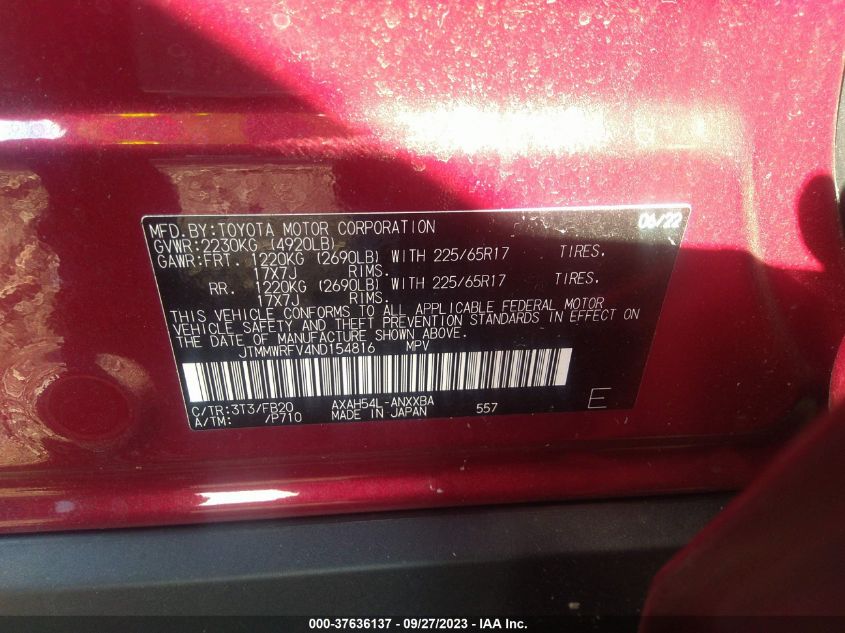 MFD.BY:TOYOTA MOTOR CORPORATION 06/22
GVWR:2230KG (4920LB)
GAWR:FRT. 1220KG (2690LB) WITH 225/65R17 TIRES.
17X7J RIMS.
RR. 1220KG (2690LB) WITH 225/65R17 TIRES.
17X7J RIMS.
THIS VEHICLE CONFORMS TO ALL APPLICABLE FEDERAL MOTOR
VEHICLE SAFETY AND THEFT PREVENTION STANDARDS IN EFFECT ON
THE DATE OF MANUFACTURE SHOWN ABOVE.
JTMMWRFV4ND154816 MPV
C/TR:3T3/FB20 AXAH54L-ANXXBA
A/TM: /P710 MADE IN JAPAN 557 E
000-37636137 - 09/27/2023 - IAA Inc.